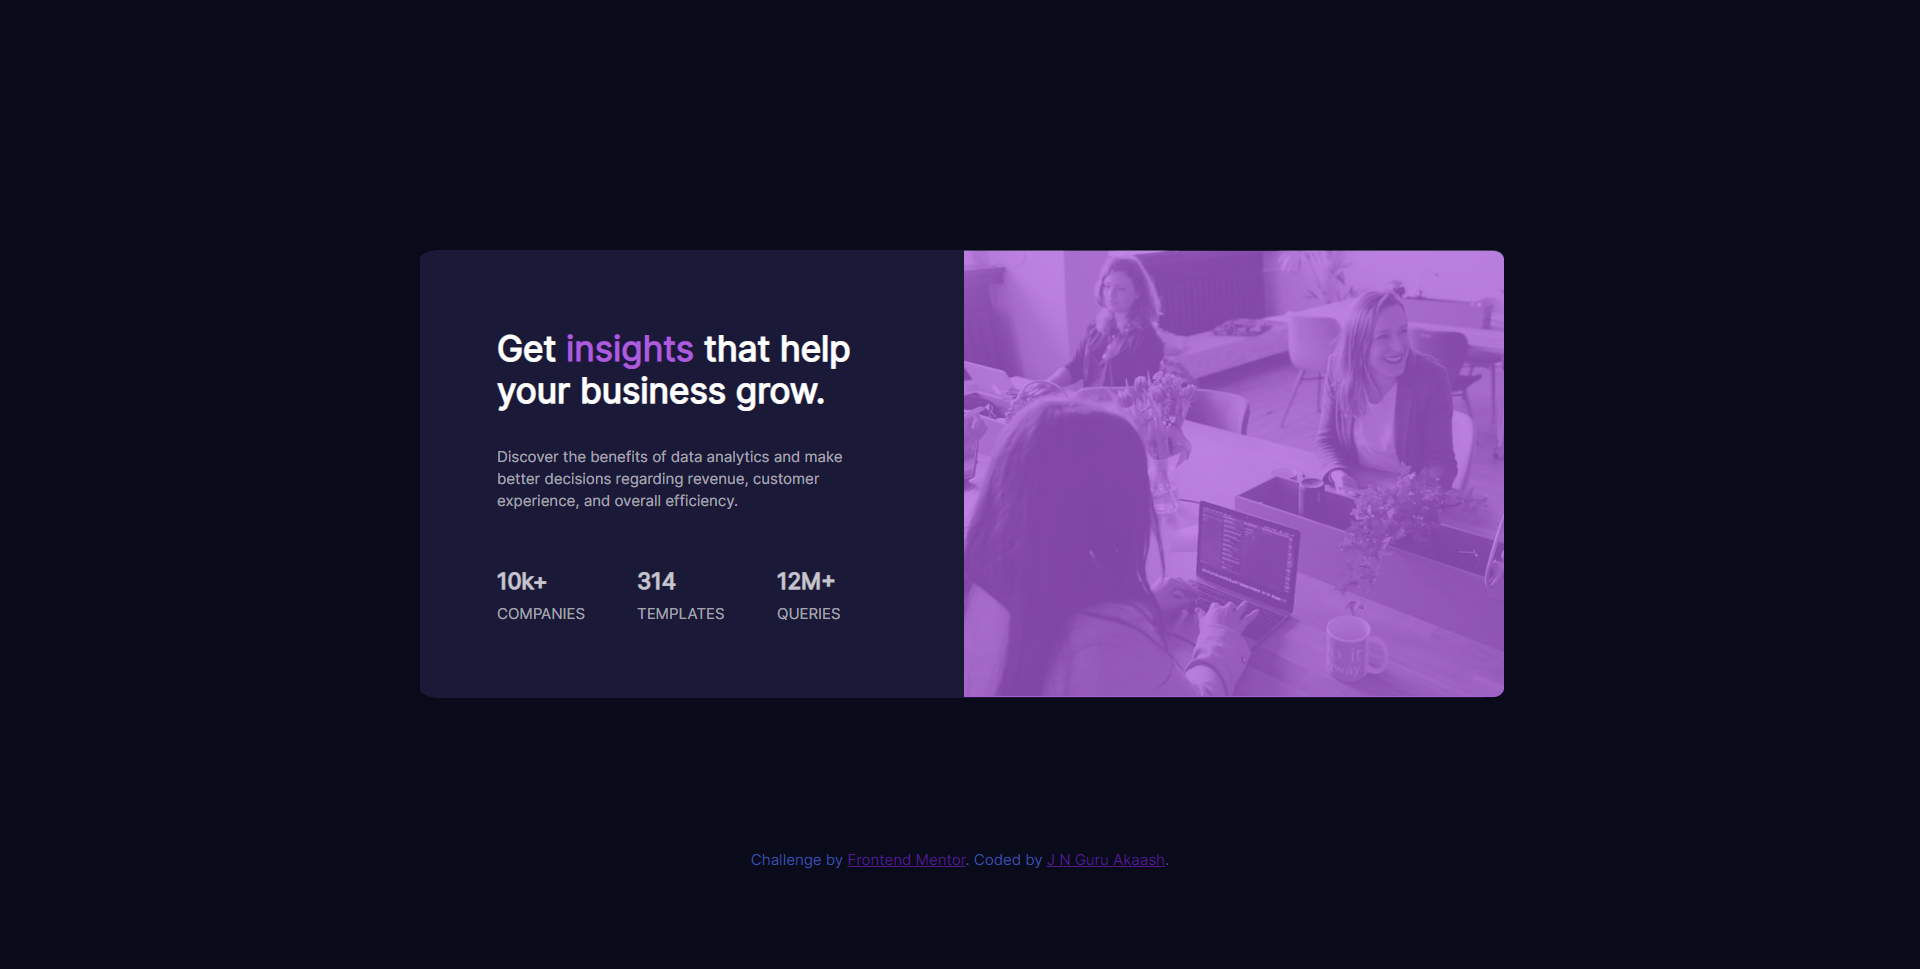 Get insights that help
your business grow.
Discover the benefits of data analytics and make
better decisions regarding revenue, customer
experience, and overall efficiency.
10k+ 314 12M+
COMPANIES TEMPLATES QUERIES
Challenge by Frontend Mentor. Coded by J N Guru Akaash.